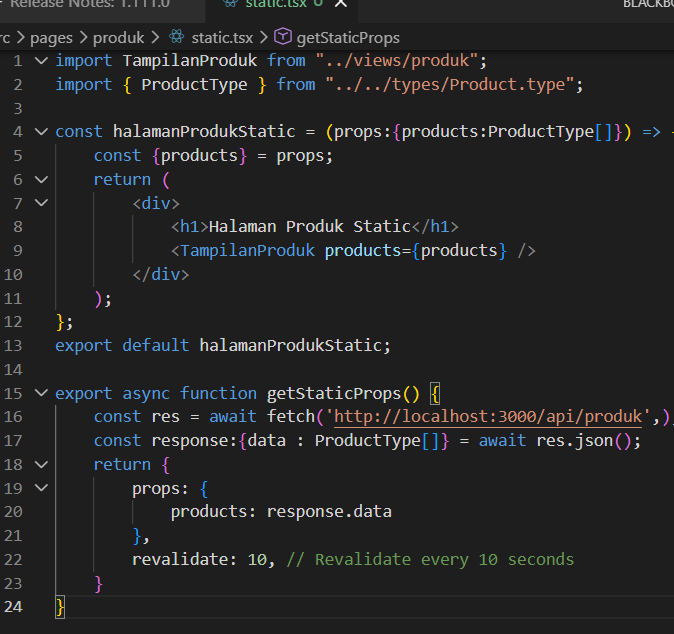 Release Notes: 1.111.0
static.tsx U
BLACKBO
rc > pages > produk > static.tsx > getStaticProps
1 import TampilanProduk from "../views/produk";
2 import { ProductType } from "../../types/Product.type";
3
4 const halamanProdukStatic = (props:{products:ProductType[]}) => {
5 const {products} = props;
6 return (
7 <div>
8 <h1>Halaman Produk Static</h1>
9 <TampilanProduk products={products} />
10 </div>
11 );
12 };
13 export default halamanProdukStatic;
14
15 export async function getStaticProps() {
16 const res = await fetch('http://localhost:3000/api/produk',)
17 const response:{data : ProductType[]} = await res.json();
18 return {
19 props: {
20 products: response.data
21 },
22 revalidate: 10, // Revalidate every 10 seconds
23 }
24 }